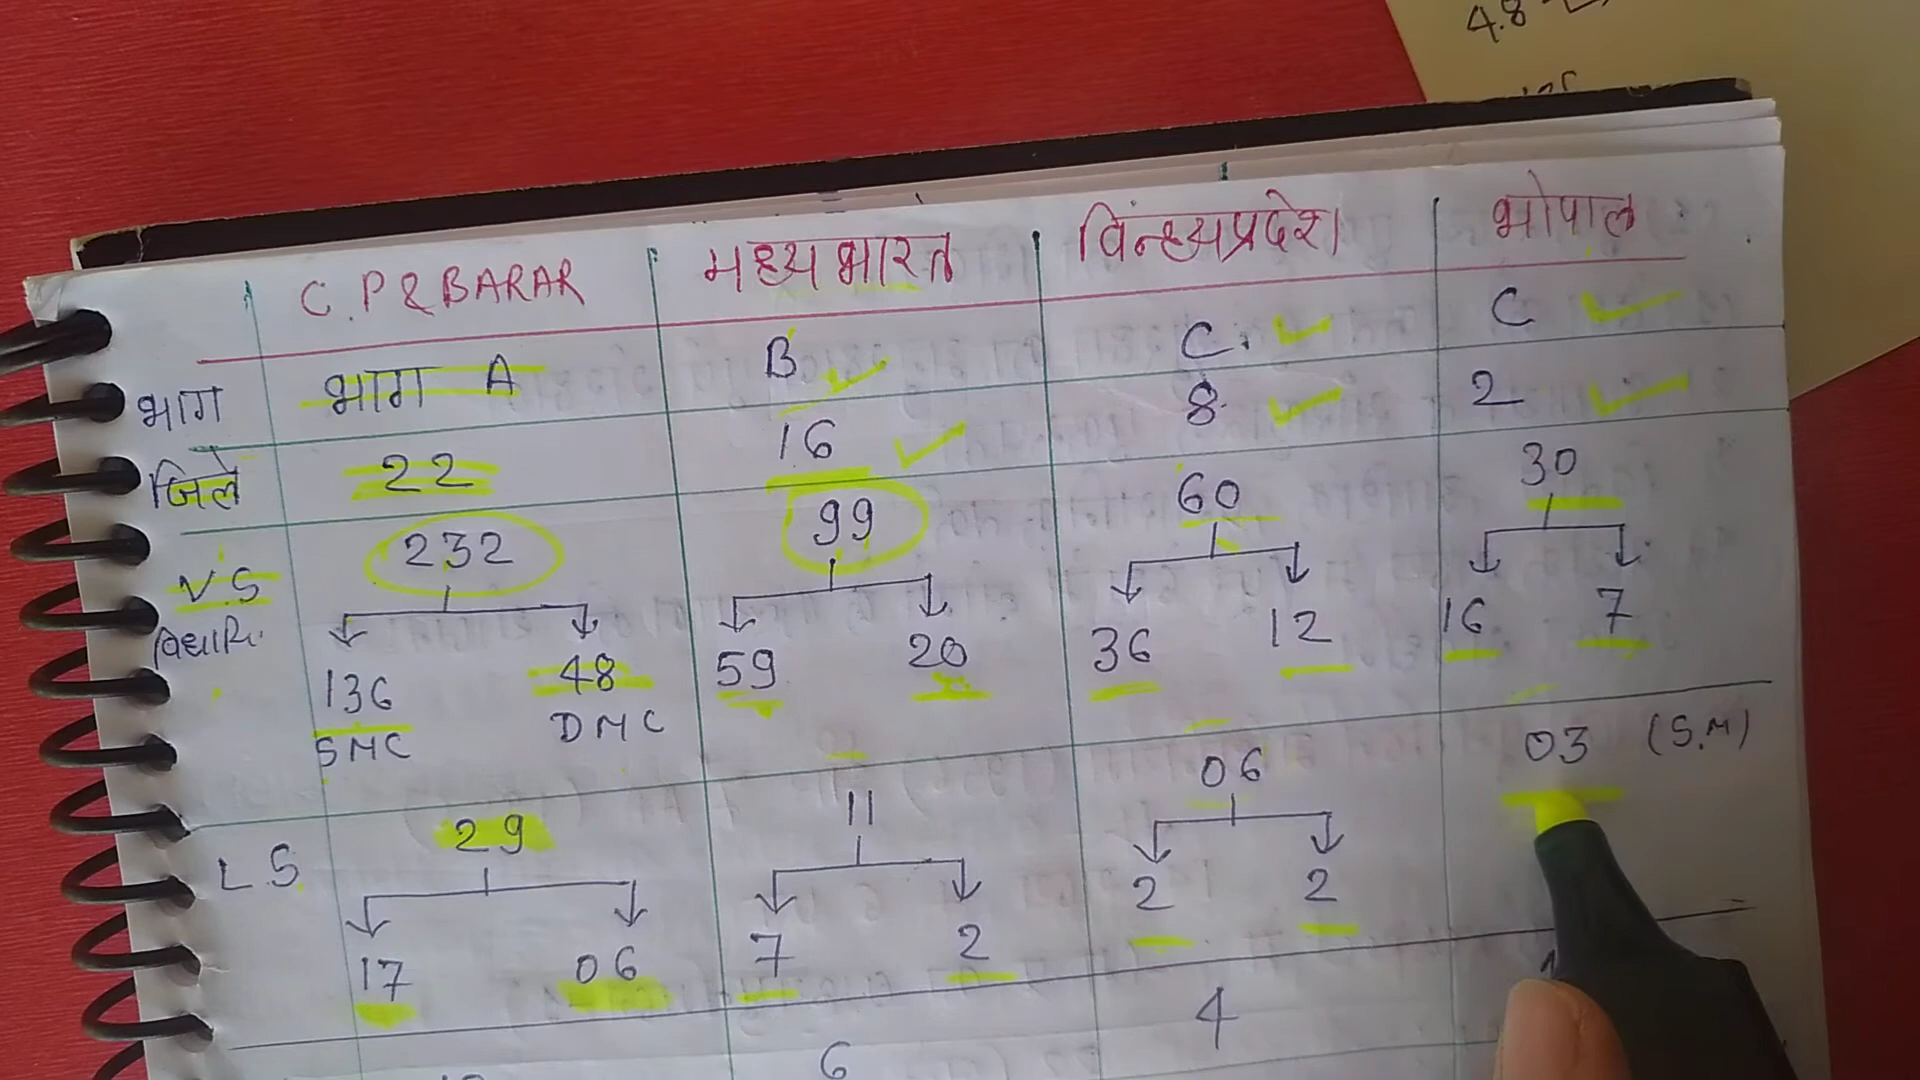 4.8
C.P & BARAR मध्यभारत विन्ध्यप्रदेश भोपाल
भाग भाग A B C. C
जिले 22 16 8 2
V.S 232 99 60 30
विधानि. 136 48 59 20 36 12 16 7
SMC DMC
L.S. 29 11 06 03 (S.M)
17 06 7 2 2 2
6 4